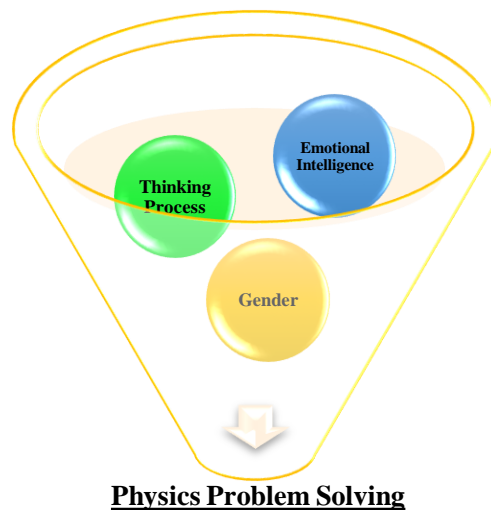 Emotional
Intelligence
Thinking
Process
Gender
Physics Problem Solving